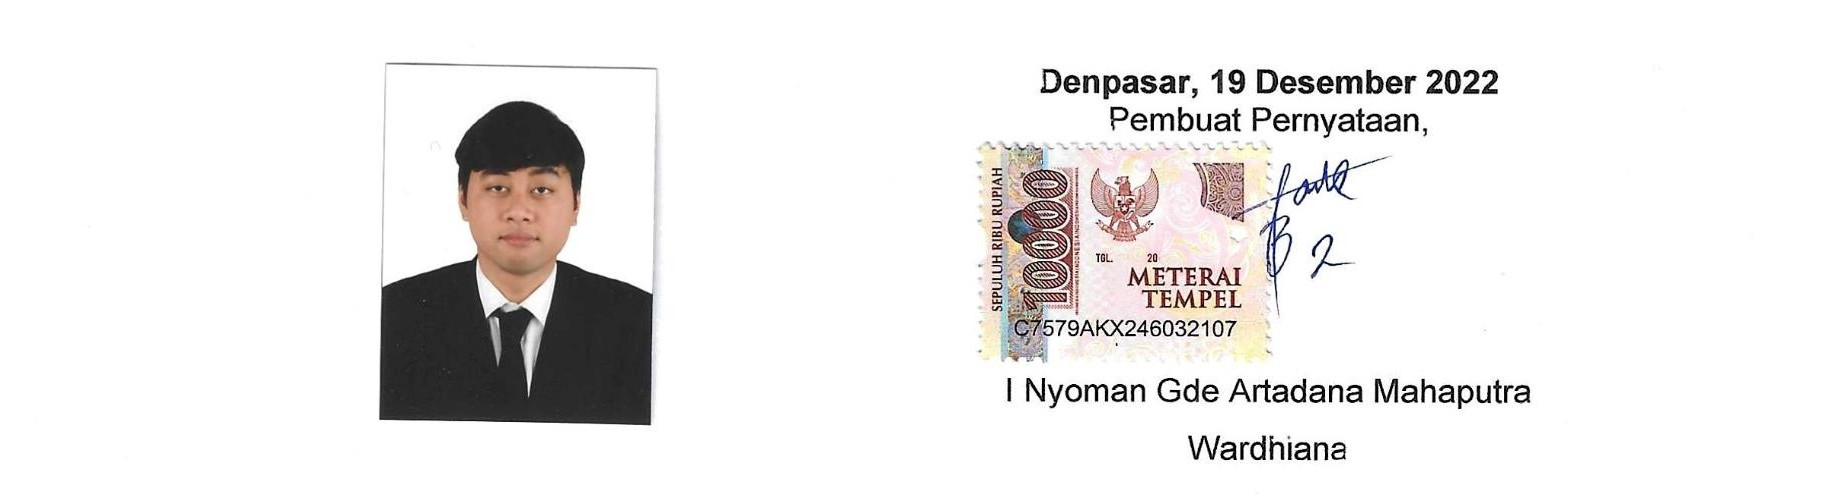 Denpasar, 19 Desember 2022
Pembuat Pernyataan,
SEPULUH RIBU RUPIAH
10000
TGL. 20
METERAI
TEMPEL
C7579AKX246032107
I Nyoman Gde Artadana Mahaputra
Wardhiana